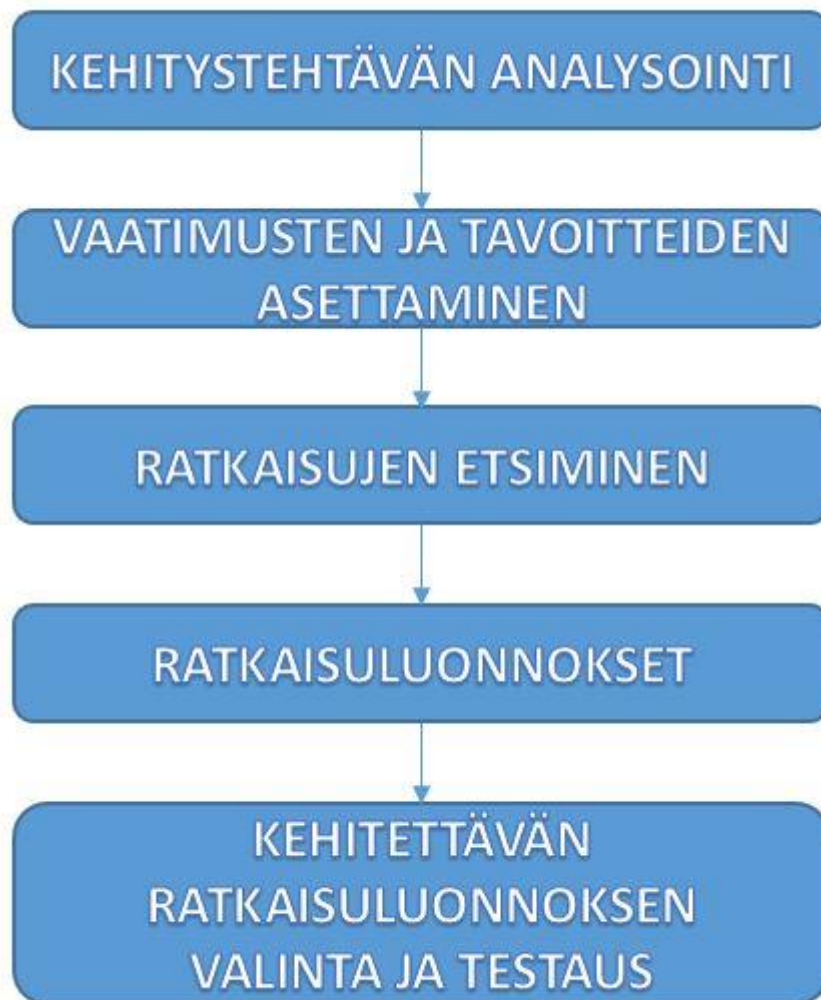 KEHITYSTEHTÄVÄN ANALYSOINTI
VAATIMUSTEN JA TAVOITTEIDEN
ASETTAMINEN
RATKAISUJEN ETSIMINEN
RATKAISULUONNOKSET
KEHITETTÄVÄN
RATKAISULUONNOKSEN
VALINTA JA TESTAUS